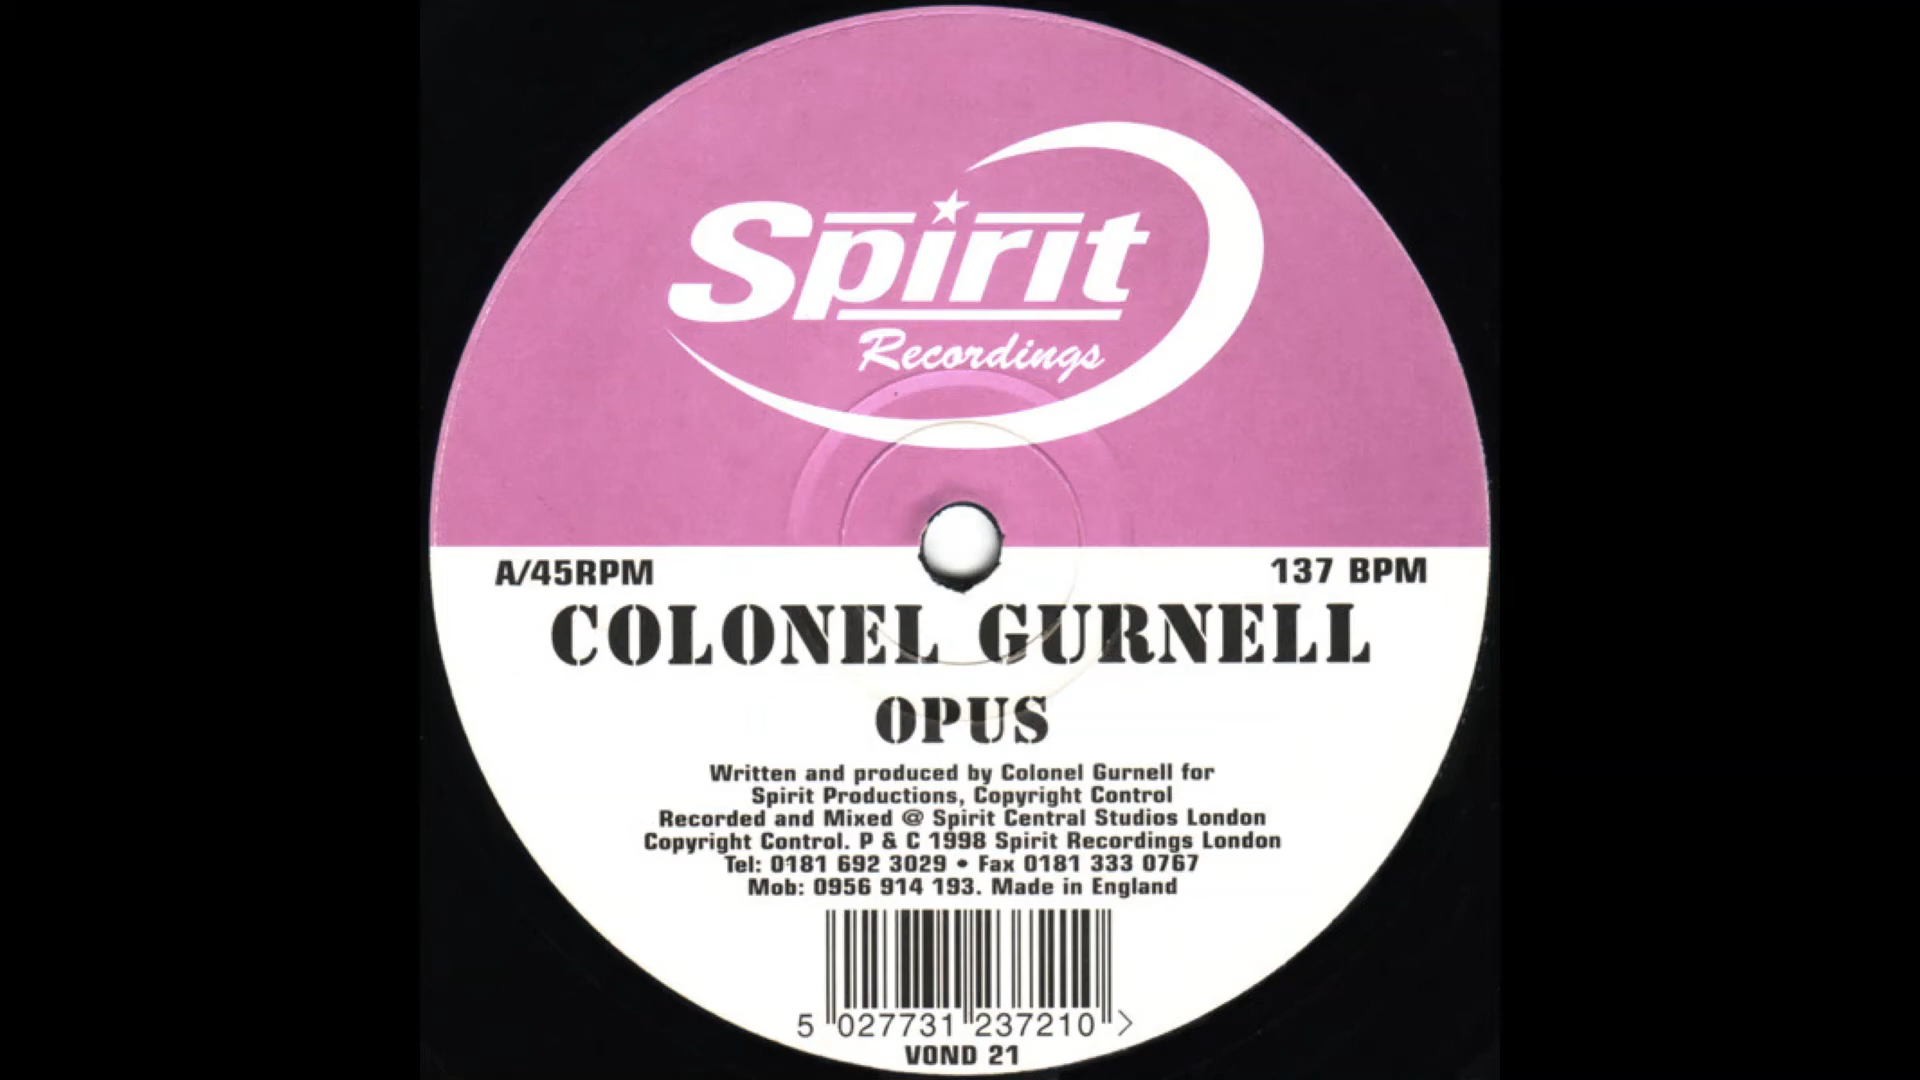 Spirit
Recordings
A/45RPM
137 BPM
COLONEL GURNELL
OPUS
Written and produced by Colonel Gurnell for
Spirit Productions, Copyright Control
Recorded and Mixed @ Spirit Central Studios London
Copyright Control. P & C 1998 Spirit Recordings London
Tel: 0181 692 3029 • Fax 0181 333 0767
Mob: 0956 914 193. Made in England
5 027731 237210 >
VOND 21